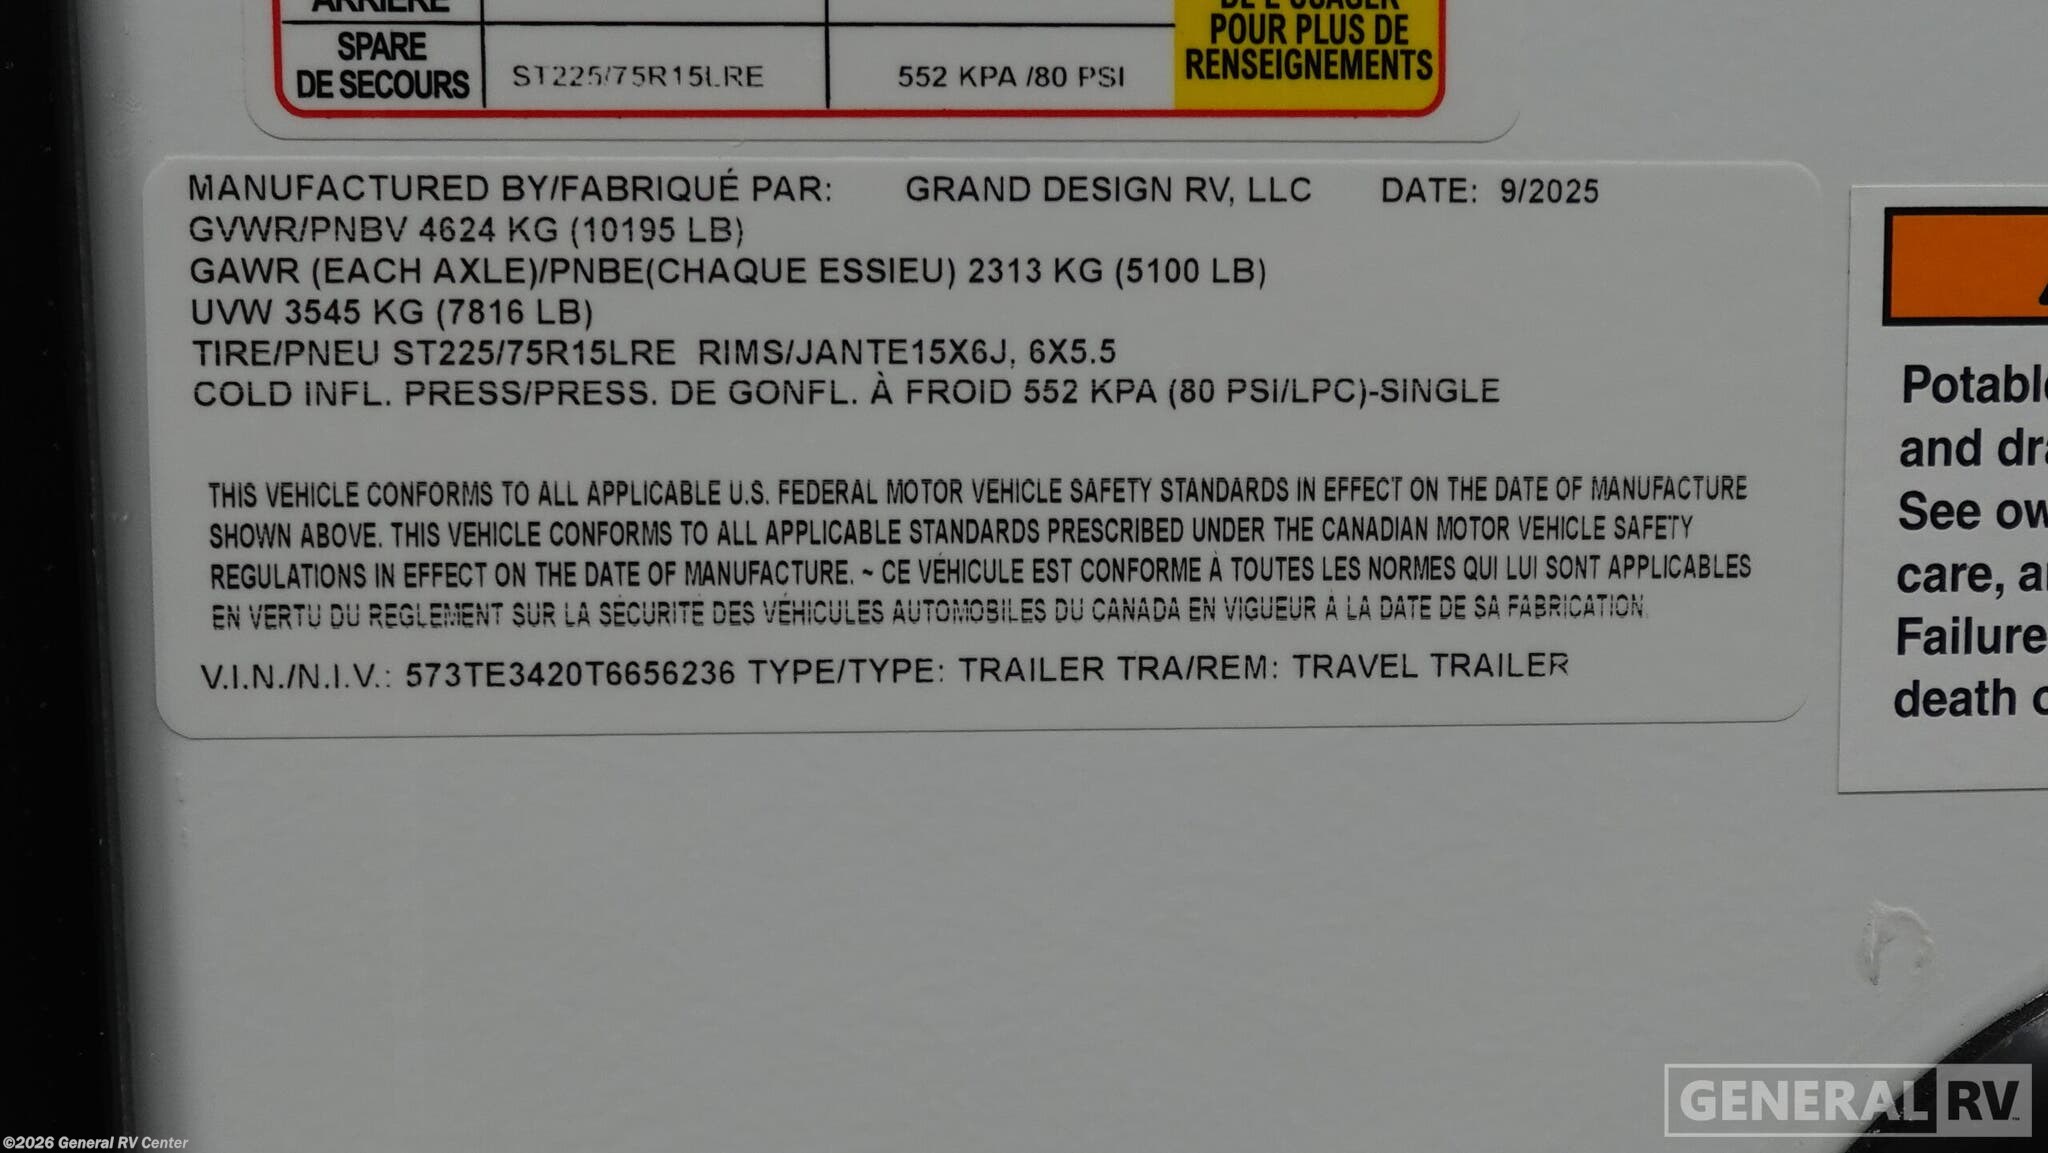 ARRIÈRE
DE L'USAGER
POUR PLUS DE
RENSEIGNEMENTS
SPARE
DE SECOURS
ST225/75R15LRE
552 KPA /80 PSI
MANUFACTURED BY/FABRIQUÉ PAR: GRAND DESIGN RV, LLC DATE: 9/2025
GVWR/PNBV 4624 KG (10195 LB)
GAWR (EACH AXLE)/PNBE(CHAQUE ESSIEU) 2313 KG (5100 LB)
UVW 3545 KG (7816 LB)
TIRE/PNEU ST225/75R15LRE RIMS/JANTE15X6J, 6X5.5
COLD INFL. PRESS/PRESS. DE GONFL. À FROID 552 KPA (80 PSI/LPC)-SINGLE
THIS VEHICLE CONFORMS TO ALL APPLICABLE U.S. FEDERAL MOTOR VEHICLE SAFETY STANDARDS IN EFFECT ON THE DATE OF MANUFACTURE
SHOWN ABOVE. THIS VEHICLE CONFORMS TO ALL APPLICABLE STANDARDS PRESCRIBED UNDER THE CANADIAN MOTOR VEHICLE SAFETY
REGULATIONS IN EFFECT ON THE DATE OF MANUFACTURE. ~ CE VÉHICULE EST CONFORME À TOUTES LES NORMES QUI LUI SONT APPLICABLES
EN VERTU DU REGLEMENT SUR LA SÉCURITÉ DES VÉHICULES AUTOMOBILES DU CANADA EN VIGUEUR À LA DATE DE SA FABRICATION.
V.I.N./N.I.V.: 573TE3420T6656236 TYPE/TYPE: TRAILER TRA/REM: TRAVEL TRAILER
Potable
and
See
care,
Failure
death
GENERAL RV
©2026 General RV Center